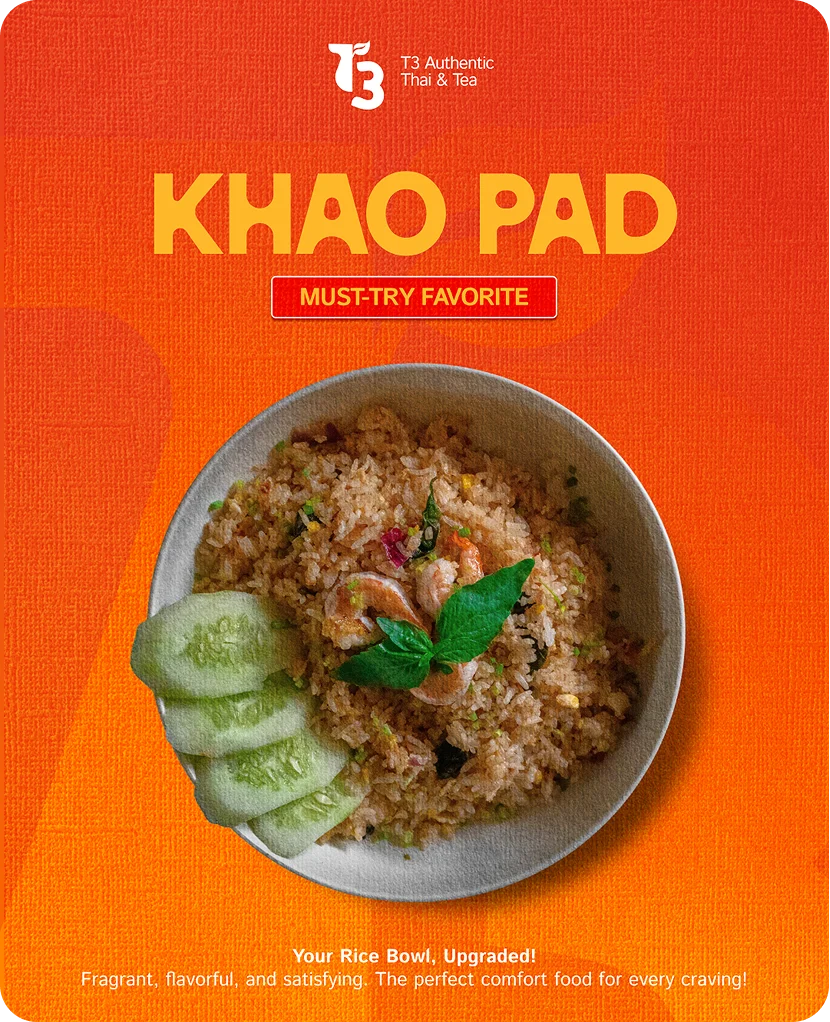 T3
T3 Authentic
Thai & Tea
KHAO PAD
MUST-TRY FAVORITE
Your Rice Bowl, Upgraded!
Fragrant, flavorful, and satisfying. The perfect comfort food for every craving!